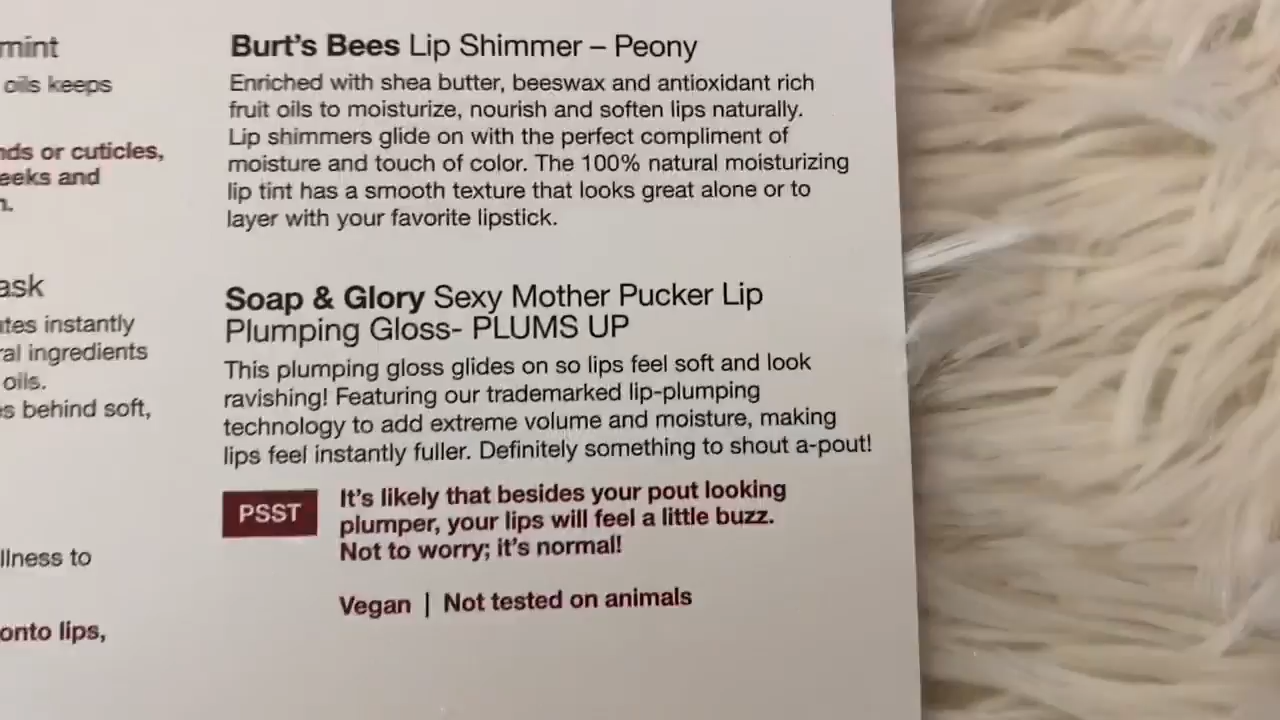 mint
oils keeps
or cuticles,
and
instantly
ingredients
oils.
behind soft,
to
onto lips,
Burt's Bees Lip Shimmer – Peony
Enriched with shea butter, beeswax and antioxidant rich
fruit oils to moisturize, nourish and soften lips naturally.
Lip shimmers glide on with the perfect compliment of
moisture and touch of color. The 100% natural moisturizing
lip tint has a smooth texture that looks great alone or to
layer with your favorite lipstick.
Soap & Glory Sexy Mother Pucker Lip
Plumping Gloss- PLUMS UP
This plumping gloss glides on so lips feel soft and look
ravishing! Featuring our trademarked lip-plumping
technology to add extreme volume and moisture, making
lips feel instantly fuller. Definitely something to shout a-pout!
PSST
It's likely that besides your pout looking
plumper, your lips will feel a little buzz.
Not to worry; it's normal!
Vegan | Not tested on animals